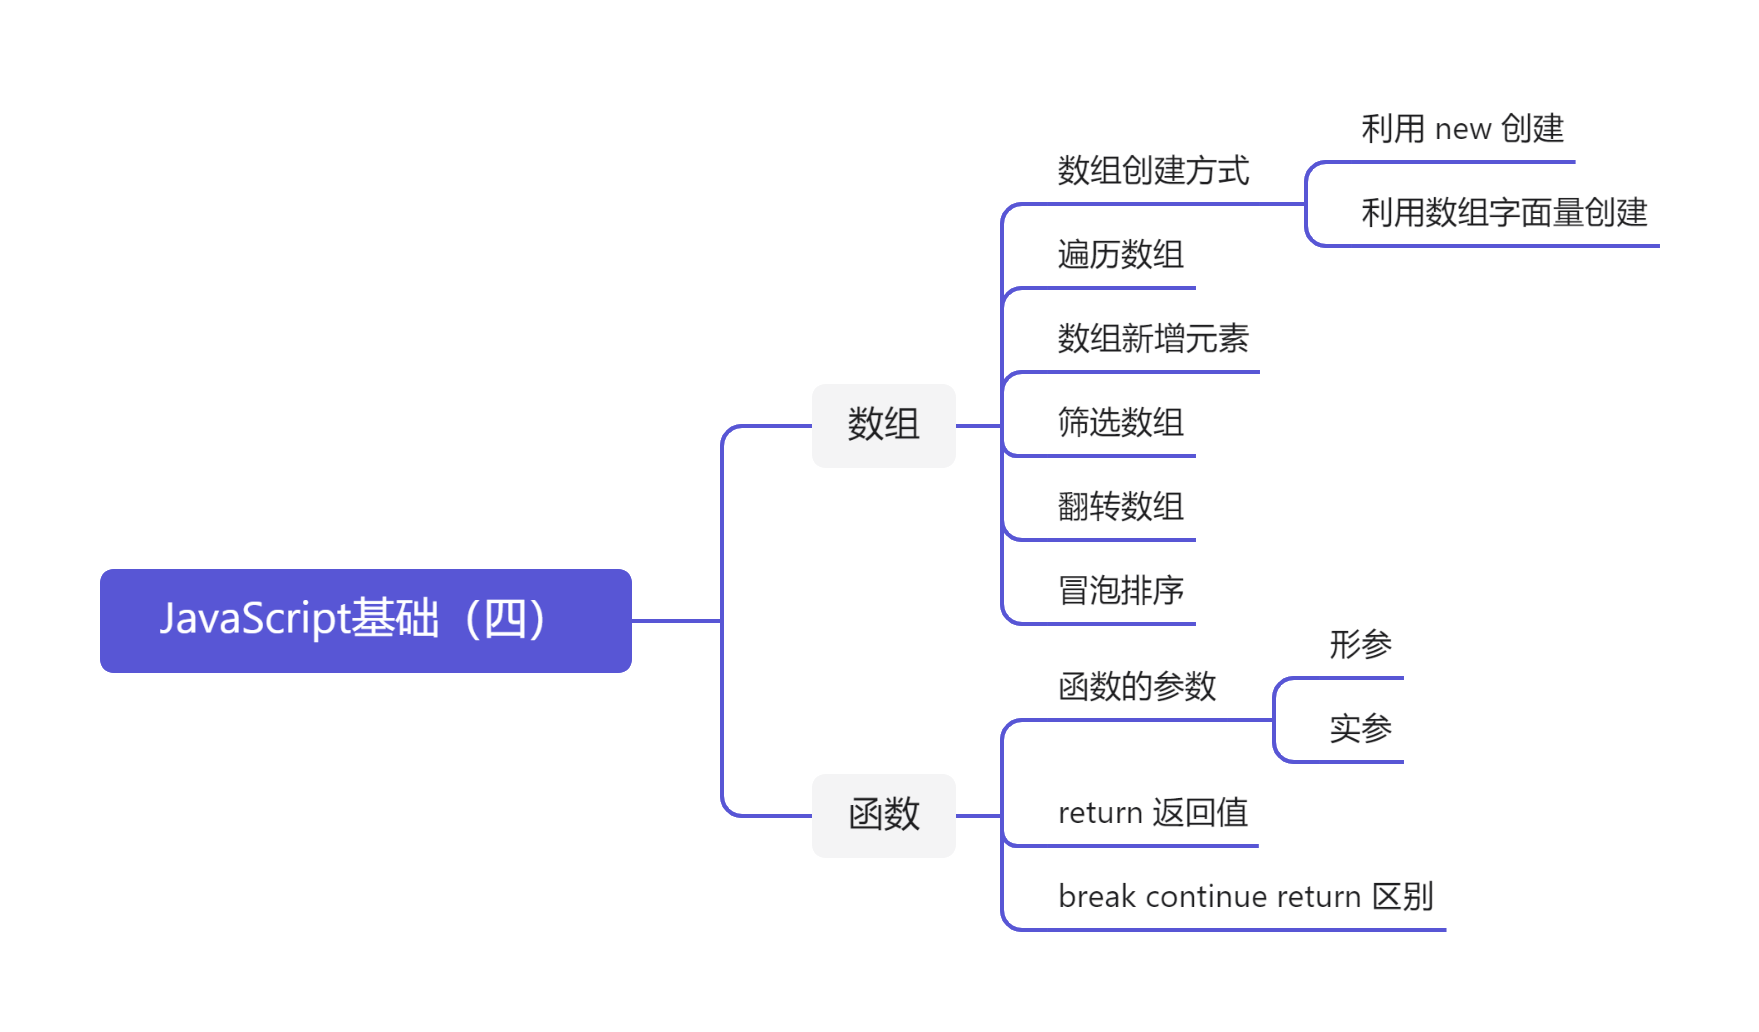 JavaScript基础（四）
数组
数组创建方式
利用 new 创建
利用数组字面量创建
遍历数组
数组新增元素
筛选数组
翻转数组
冒泡排序
函数
函数的参数
形参
实参
return 返回值
break continue return 区别